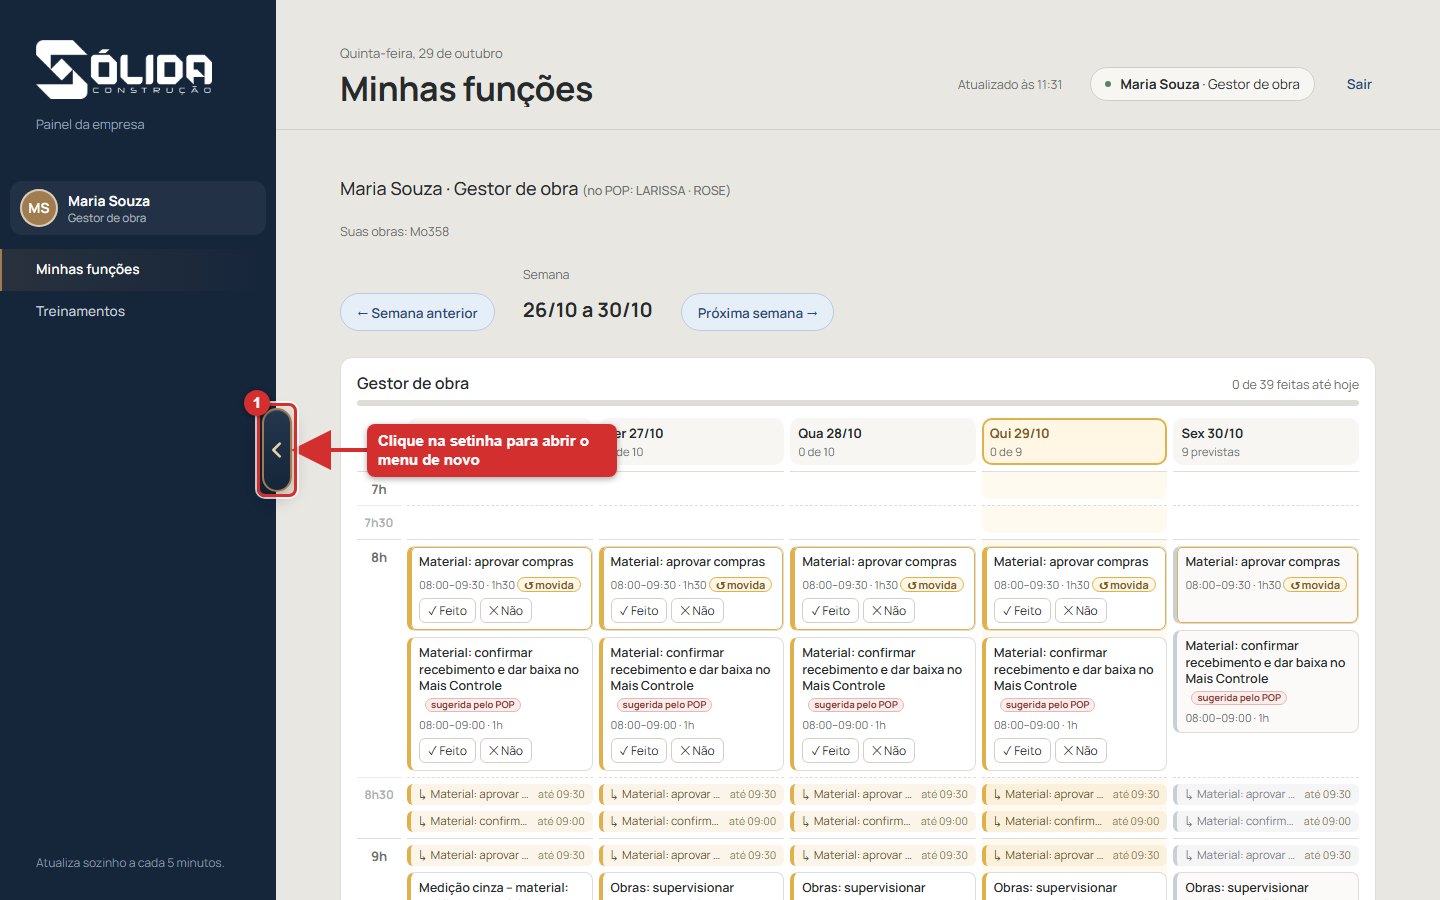 SÓLIDA
CONSTRUÇÃO
Painel da empresa
MS
Maria Souza
Gestor de obra
Minhas funções
Treinamentos
Atualiza sozinho a cada 5 minutos.
Quinta-feira, 29 de outubro
Minhas funções
Atualizado às 11:31
Maria Souza · Gestor de obra
Sair
Maria Souza · Gestor de obra (no POP: LARISSA · ROSE)
Suas obras: Mo358
← Semana anterior
Semana
26/10 a 30/10
Próxima semana →
Gestor de obra
0 de 39 feitas até hoje
1
Clique na setinha para abrir o
menu de novo
er 27/10
de 10
Qua 28/10
0 de 10
Qui 29/10
0 de 9
Sex 30/10
9 previstas
7h
7h30
8h
Material: aprovar compras
08:00–09:30 · 1h30 ↺ movida
✓ Feito ✕ Não
Material: confirmar
recebimento e dar baixa no
Mais Controle
sugerida pelo POP
08:00–09:00 · 1h
✓ Feito ✕ Não
Material: aprovar compras
08:00–09:30 · 1h30 ↺ movida
✓ Feito ✕ Não
Material: confirmar
recebimento e dar baixa no
Mais Controle
sugerida pelo POP
08:00–09:00 · 1h
✓ Feito ✕ Não
Material: aprovar compras
08:00–09:30 · 1h30 ↺ movida
✓ Feito ✕ Não
Material: confirmar
recebimento e dar baixa no
Mais Controle
sugerida pelo POP
08:00–09:00 · 1h
✓ Feito ✕ Não
Material: aprovar compras
08:00–09:30 · 1h30 ↺ movida
✓ Feito ✕ Não
Material: confirmar
recebimento e dar baixa no
Mais Controle
sugerida pelo POP
08:00–09:00 · 1h
✓ Feito ✕ Não
Material: aprovar compras
08:00–09:30 · 1h30 ↺ movida
Material: confirmar
recebimento e dar baixa no
Mais Controle
sugerida pelo POP
08:00–09:00 · 1h
8h30
↳ Material: aprovar ... até 09:30
↳ Material: confirm... até 09:00
↳ Material: aprovar ... até 09:30
↳ Material: confirm... até 09:00
↳ Material: aprovar ... até 09:30
↳ Material: confirm... até 09:00
↳ Material: aprovar ... até 09:30
↳ Material: confirm... até 09:00
↳ Material: aprovar ... até 09:30
↳ Material: confirm... até 09:00
9h
↳ Material: aprovar ... até 09:30
Medição cinza – material:
↳ Material: aprovar ... até 09:30
Obras: supervisionar
↳ Material: aprovar ... até 09:30
Obras: supervisionar
↳ Material: aprovar ... até 09:30
Obras: supervisionar
↳ Material: aprovar ... até 09:30
Obras: supervisionar